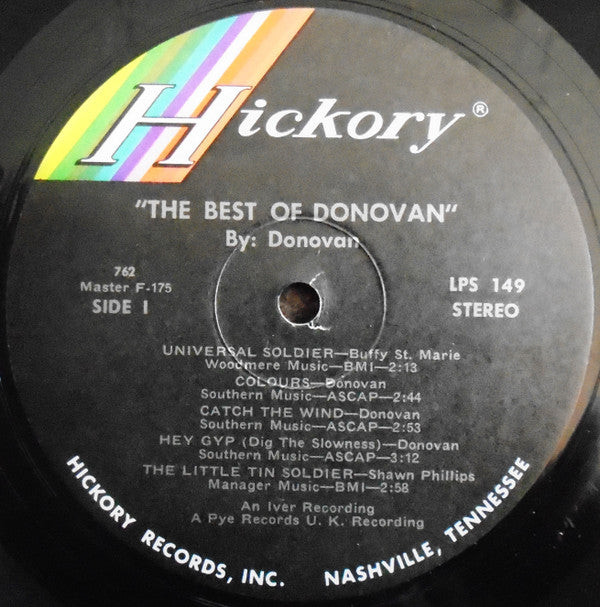 Hickory®
"THE BEST OF DONOVAN"
By: Donovan
762
Master F-175
SIDE I
LPS 149
STEREO
UNIVERSAL SOLDIER—Buffy St. Marie
Woodmere Music—BMI—2:13
COLOURS—Donovan
Southern Music—ASCAP—2:44
CATCH THE WIND—Donovan
Southern Music—ASCAP—2:53
HEY GYP (Dig The Slowness)—Donovan
Southern Music—ASCAP—3:12
THE LITTLE TIN SOLDIER—Shawn Phillips
Manager Music—BMI—2:58
An Iver Recording
A Pye Records U. K. Recording
HICKORY RECORDS, INC. NASHVILLE, TENNESSEE